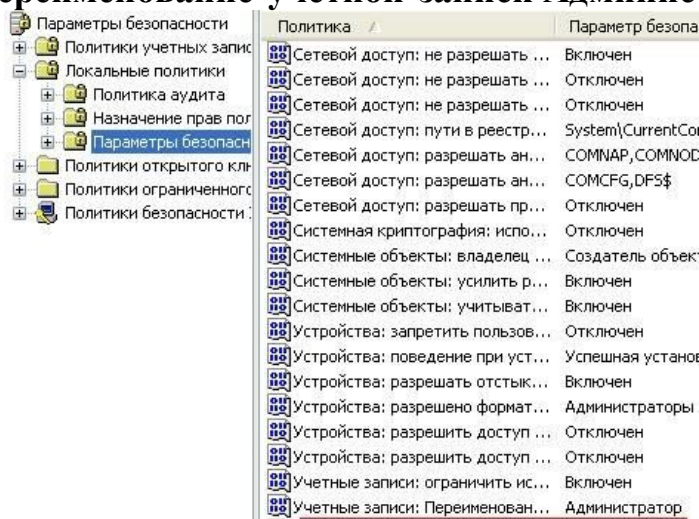 учетной записи
Параметры безопасности
Политики учетных запис
Локальные политики
Политика аудита
Назначение прав пол
Параметры безопасн
Политики открытого клю
Политики ограниченного
Политики безопасности
Политика Параметр безопа
Сетевой доступ: не разрешать ... Включен
Сетевой доступ: не разрешать ... Отключен
Сетевой доступ: не разрешать ... Отключен
Сетевой доступ: пути в реестр... System\CurrentCon
Сетевой доступ: разрешать ан... COMNAP,COMNOD
Сетевой доступ: разрешать ан... COMCFG,DFS$
Сетевой доступ: разрешать пр... Отключен
Системная криптография: испо... Отключен
Системные объекты: владелец ... Создатель объект
Системные объекты: усилить р... Включен
Системные объекты: учитыват... Включен
Устройства: запретить пользов... Отключен
Устройства: поведение при уст... Успешная установ
Устройства: разрешать отстык... Включен
Устройства: разрешено формат... Администраторы
Устройства: разрешить доступ ... Отключен
Устройства: разрешить доступ ... Отключен
Учетные записи: ограничить ис... Включен
Учетные записи: Переименован... Администратор